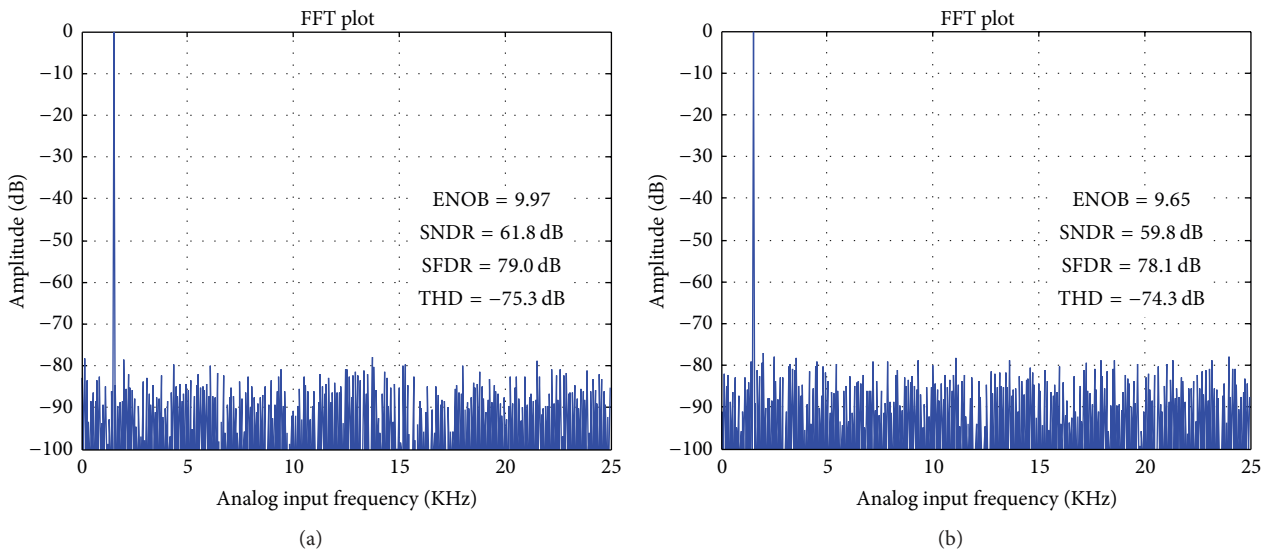 FFT plot
0
−10
−20
−30
−40
−50
−60
−70
−80
−90
−100
Amplitude (dB)
ENOB = 9.97
SNDR = 61.8 dB
SFDR = 79.0 dB
THD = −75.3 dB
0 5 10 15 20 25
Analog input frequency (KHz)
(a)
FFT plot
0
−10
−20
−30
−40
−50
−60
−70
−80
−90
−100
Amplitude (dB)
ENOB = 9.65
SNDR = 59.8 dB
SFDR = 78.1 dB
THD = −74.3 dB
0 5 10 15 20 25
Analog input frequency (KHz)
(b)